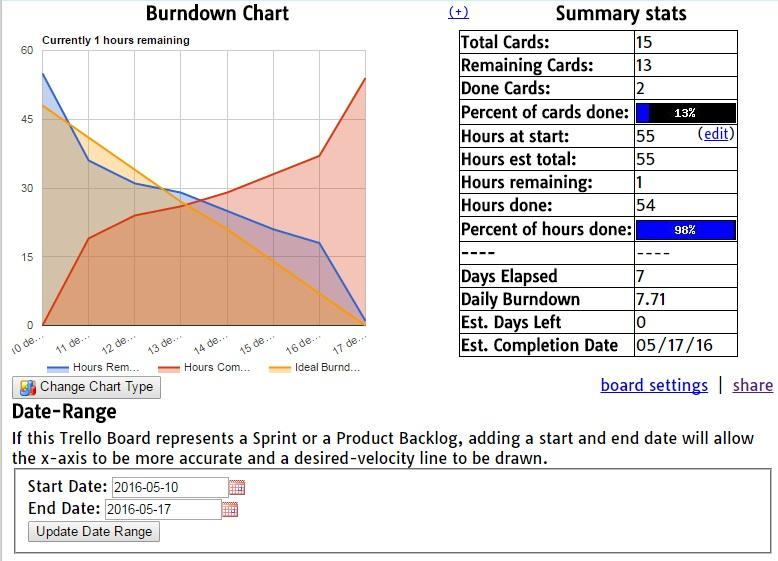 Burndown Chart
(+)
Summary stats
Currently 1 hours remaining
60
45
30
15
0
10 de...
11 de...
12 de...
13 de...
14 de...
15 de...
16 de...
17 de...
Hours Rem...
Hours Com...
Ideal Burnd...
Total Cards: 15
Remaining Cards: 13
Done Cards: 2
Percent of cards done: 13%
Hours at start: 55 (edit)
Hours est total: 55
Hours remaining: 1
Hours done: 54
Percent of hours done: 98%
---- ----
Days Elapsed 7
Daily Burndown 7.71
Est. Days Left 0
Est. Completion Date 05/17/16
Change Chart Type
board settings | share
Date-Range
If this Trello Board represents a Sprint or a Product Backlog, adding a start and end date will allow
the x-axis to be more accurate and a desired-velocity line to be drawn.
Start Date: 2016-05-10
End Date: 2016-05-17
Update Date Range